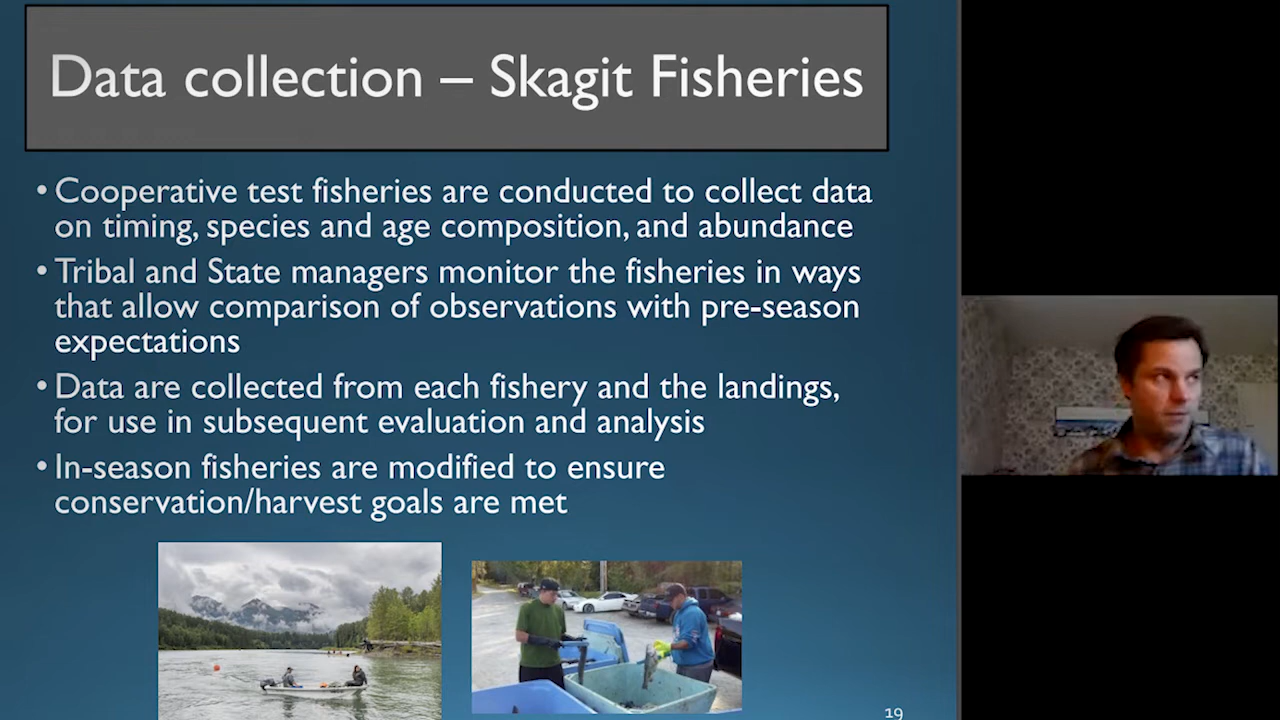 Data collection – Skagit Fisheries
• Cooperative test fisheries are conducted to collect data
on timing, species and age composition, and abundance
• Tribal and State managers monitor the fisheries in ways
that allow comparison of observations with pre-season
expectations
• Data are collected from each fishery and the landings,
for use in subsequent evaluation and analysis
• In-season fisheries are modified to ensure
conservation/harvest goals are met
19